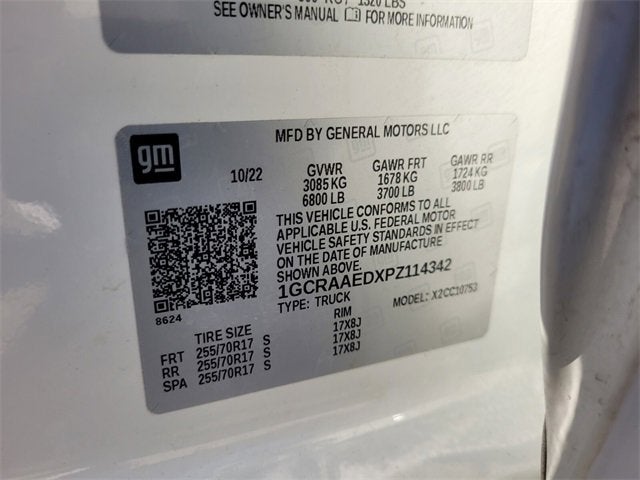 1320 LBS
SEE OWNER'S MANUAL FOR MORE INFORMATION
gm
MFD BY GENERAL MOTORS LLC
10/22 GVWR GAWR FRT GAWR RR
3085 KG 1678 KG 1724 KG
6800 LB 3700 LB 3800 LB
THIS VEHICLE CONFORMS TO ALL
APPLICABLE U.S. FEDERAL MOTOR
VEHICLE SAFETY STANDARDS IN EFFECT
ON THE DATE OF MANUFACTURE
SHOWN ABOVE.
1GCRAAEDXPZ114342
TYPE: TRUCK MODEL: X2CC10753
8624
TIRE SIZE RIM
FRT 255/70R17 S 17X8J
RR 255/70R17 S 17X8J
SPA 255/70R17 S 17X8J